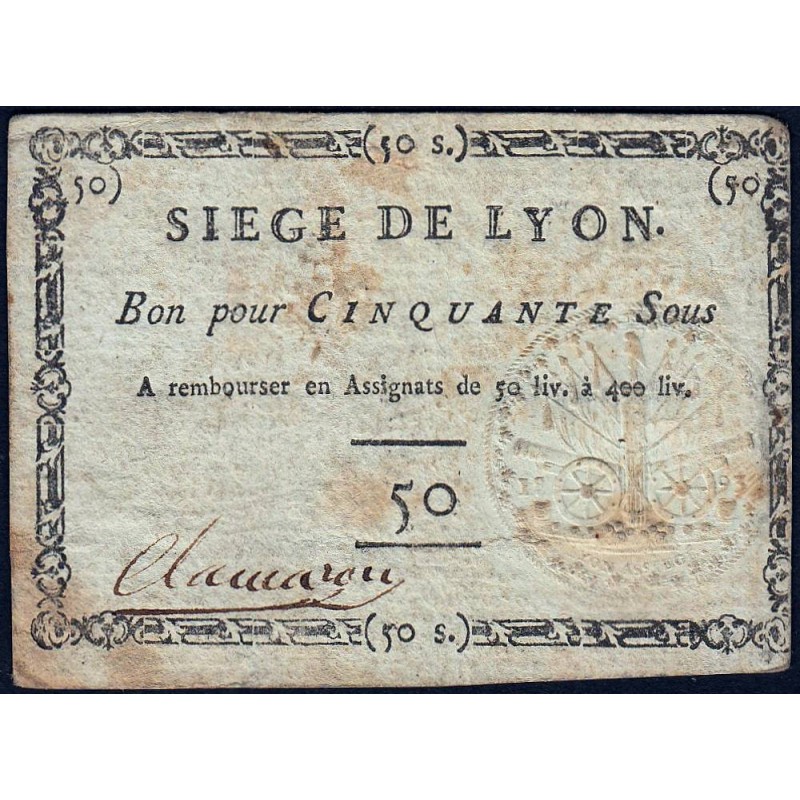 (50 s.)
50) (50
SIEGE DE LYON.
Bon pour CINQUANTE Sous
A rembourser en Assignats de 50 liv. à 400 liv.
50
(50 s.)